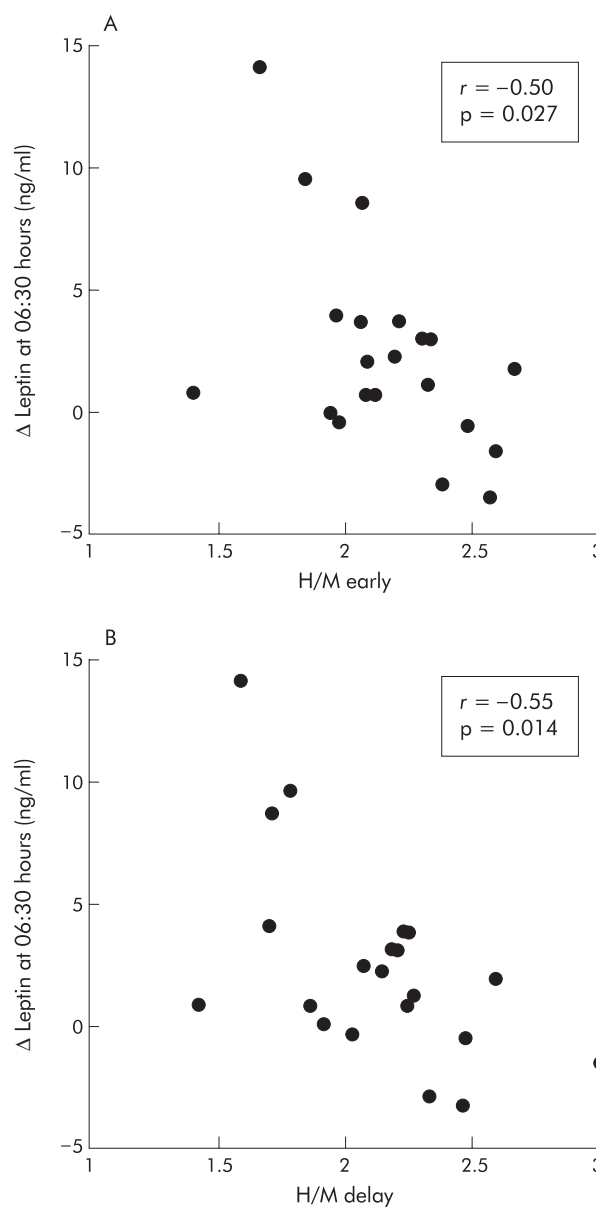 A
15
r = –0.50
p = 0.027
10
5
0
–5
Δ Leptin at 06:30 hours (ng/ml)
1 1.5 2 2.5 3
H/M early
B
15
r = –0.55
p = 0.014
10
5
0
–5
Δ Leptin at 06:30 hours (ng/ml)
1 1.5 2 2.5 3
H/M delay